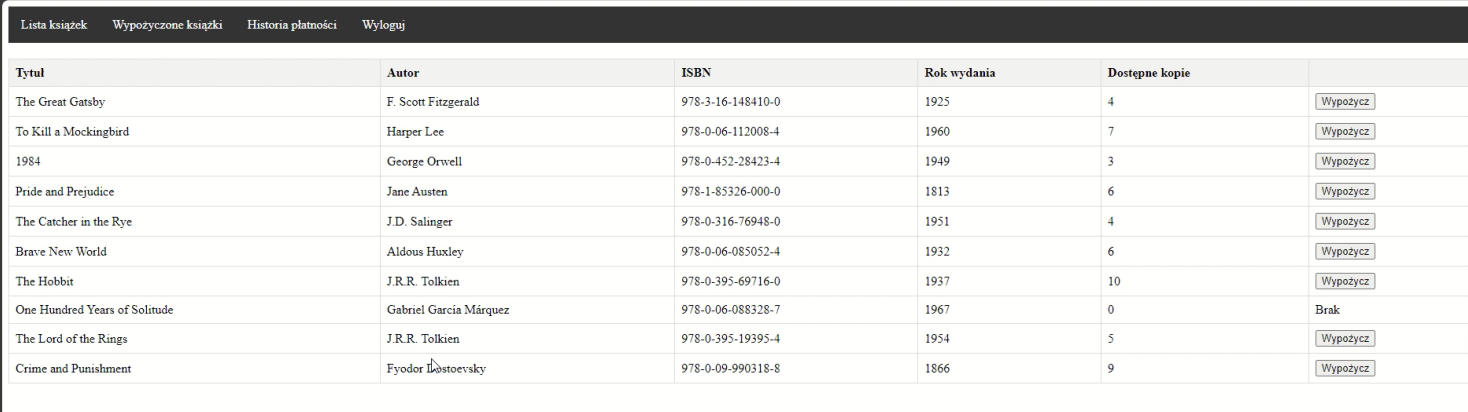 Lista książek Wypożyczone książki Historia płatności Wyloguj
Tytuł Autor ISBN Rok wydania Dostępne kopie
The Great Gatsby F. Scott Fitzgerald 978-3-16-148410-0 1925 4 Wypożycz
To Kill a Mockingbird Harper Lee 978-0-06-112008-4 1960 7 Wypożycz
1984 George Orwell 978-0-452-28423-4 1949 3 Wypożycz
Pride and Prejudice Jane Austen 978-1-85326-000-0 1813 6 Wypożycz
The Catcher in the Rye J.D. Salinger 978-0-316-76948-0 1951 4 Wypożycz
Brave New World Aldous Huxley 978-0-06-085052-4 1932 6 Wypożycz
The Hobbit J.R.R. Tolkien 978-0-395-69716-0 1937 10 Wypożycz
One Hundred Years of Solitude Gabriel García Márquez 978-0-06-088328-7 1967 0 Brak
The Lord of the Rings J.R.R. Tolkien 978-0-395-19395-4 1954 5 Wypożycz
Crime and Punishment Fyodor Dostoevsky 978-0-09-990318-8 1866 9 Wypożycz